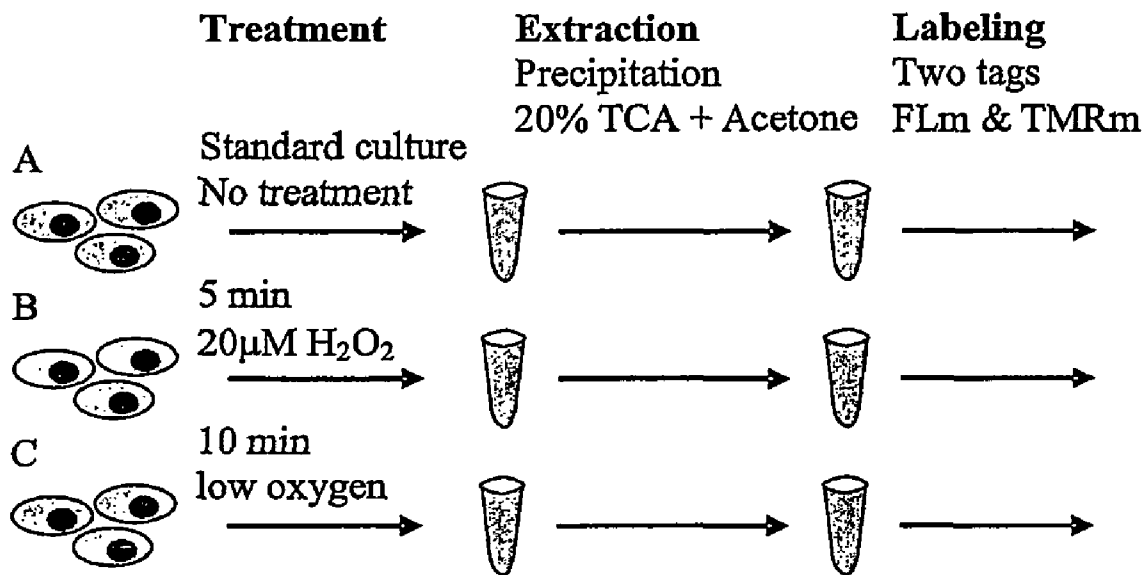 Treatment
Extraction
Precipitation
20% TCA + Acetone
Labeling
Two tags
FLm & TMRm
A
Standard culture
No treatment
B
5 min
20μM H₂O₂
C
10 min
low oxygen